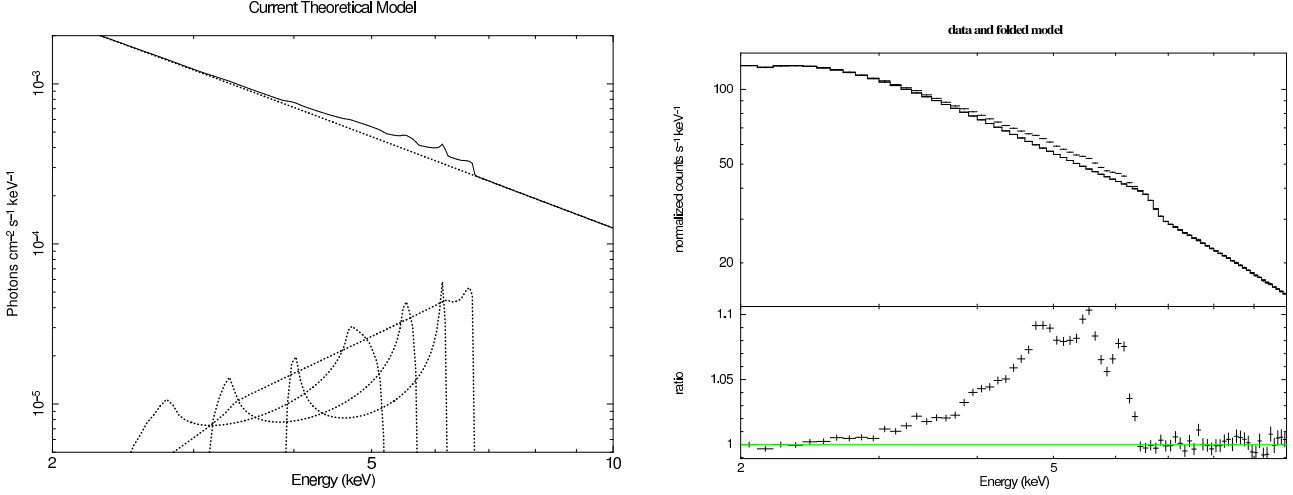 Current Theoretical Model
Photons cm−2 s−1 keV−1
10−3
10−4
10−5
2
5
10
Energy (keV)
data and folded model
normalized counts s−1 keV−1
100
50
20
ratio
1.1
1.05
1
2
5
Energy (keV)